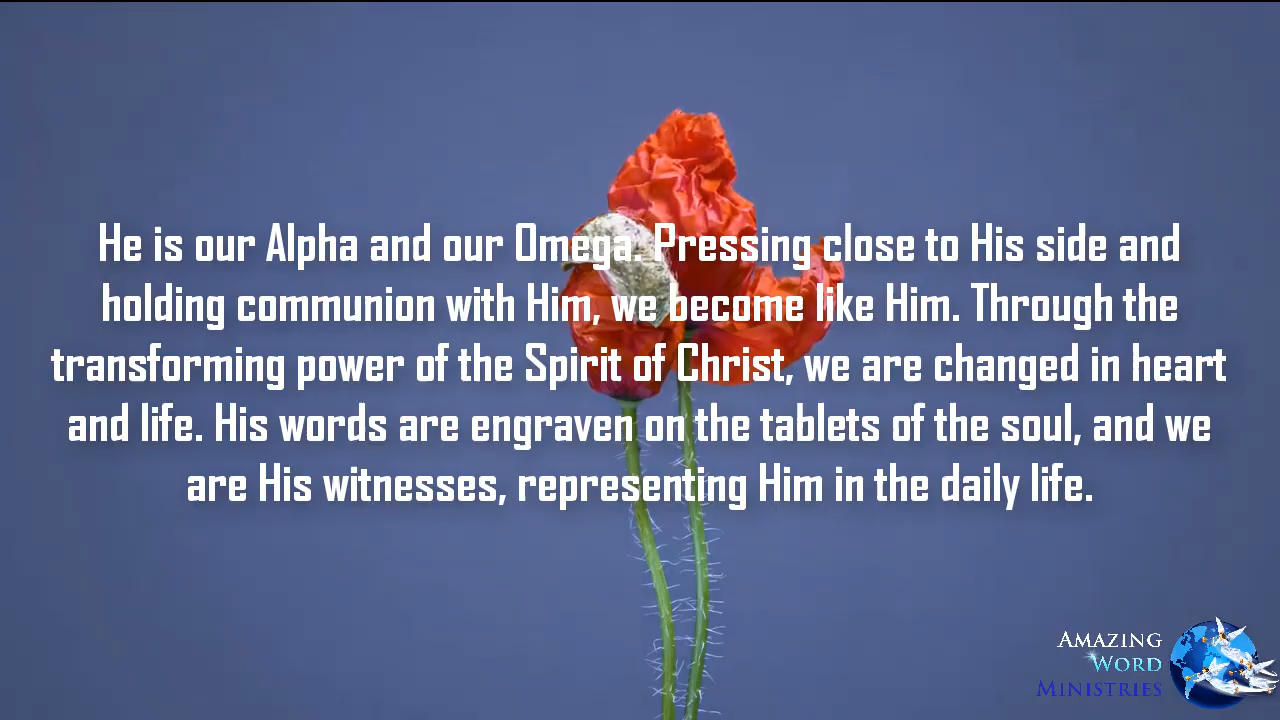 He is our Alpha and our Omega. Pressing close to His side and
holding communion with Him, we become like Him. Through the
transforming power of the Spirit of Christ, we are changed in heart
and life. His words are engraven on the tablets of the soul, and we
are His witnesses, representing Him in the daily life.
AMAZING
WORD
MINISTRIES